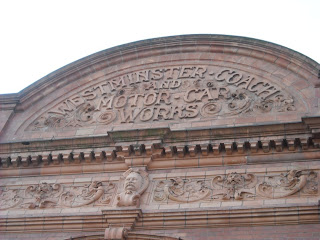 WESTMINSTER·COACH·
AND
MOTOR·CAR
WORKS